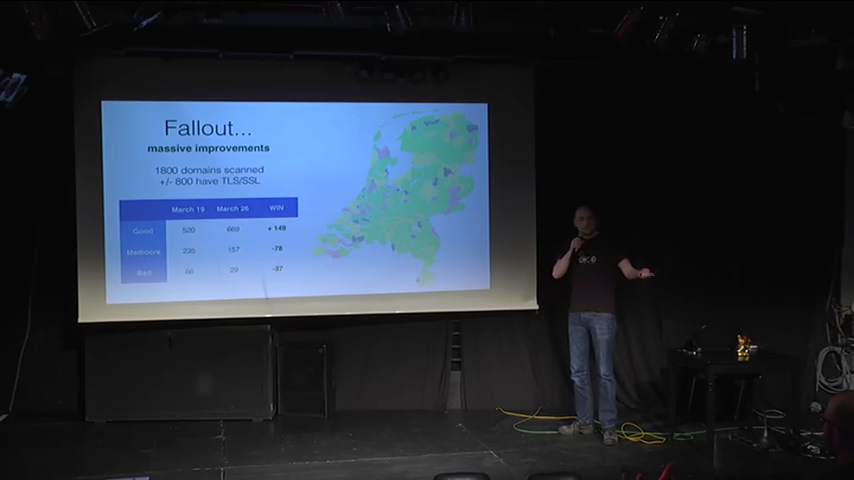 Fallout...
massive improvements
1800 domains scanned
+/- 800 have TLS/SSL
March 19 March 26 WIN
Good 520 669 + 149
Mediocre 235 157 -78
Bad 66 29 -37